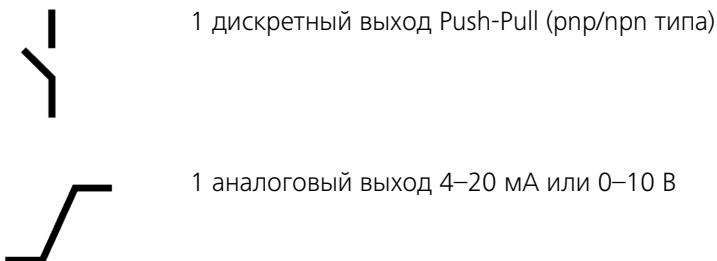 1 дискретный выход Push-Pull (pnp/npn типа)
1 аналоговый выход 4–20 мА или 0–10 В